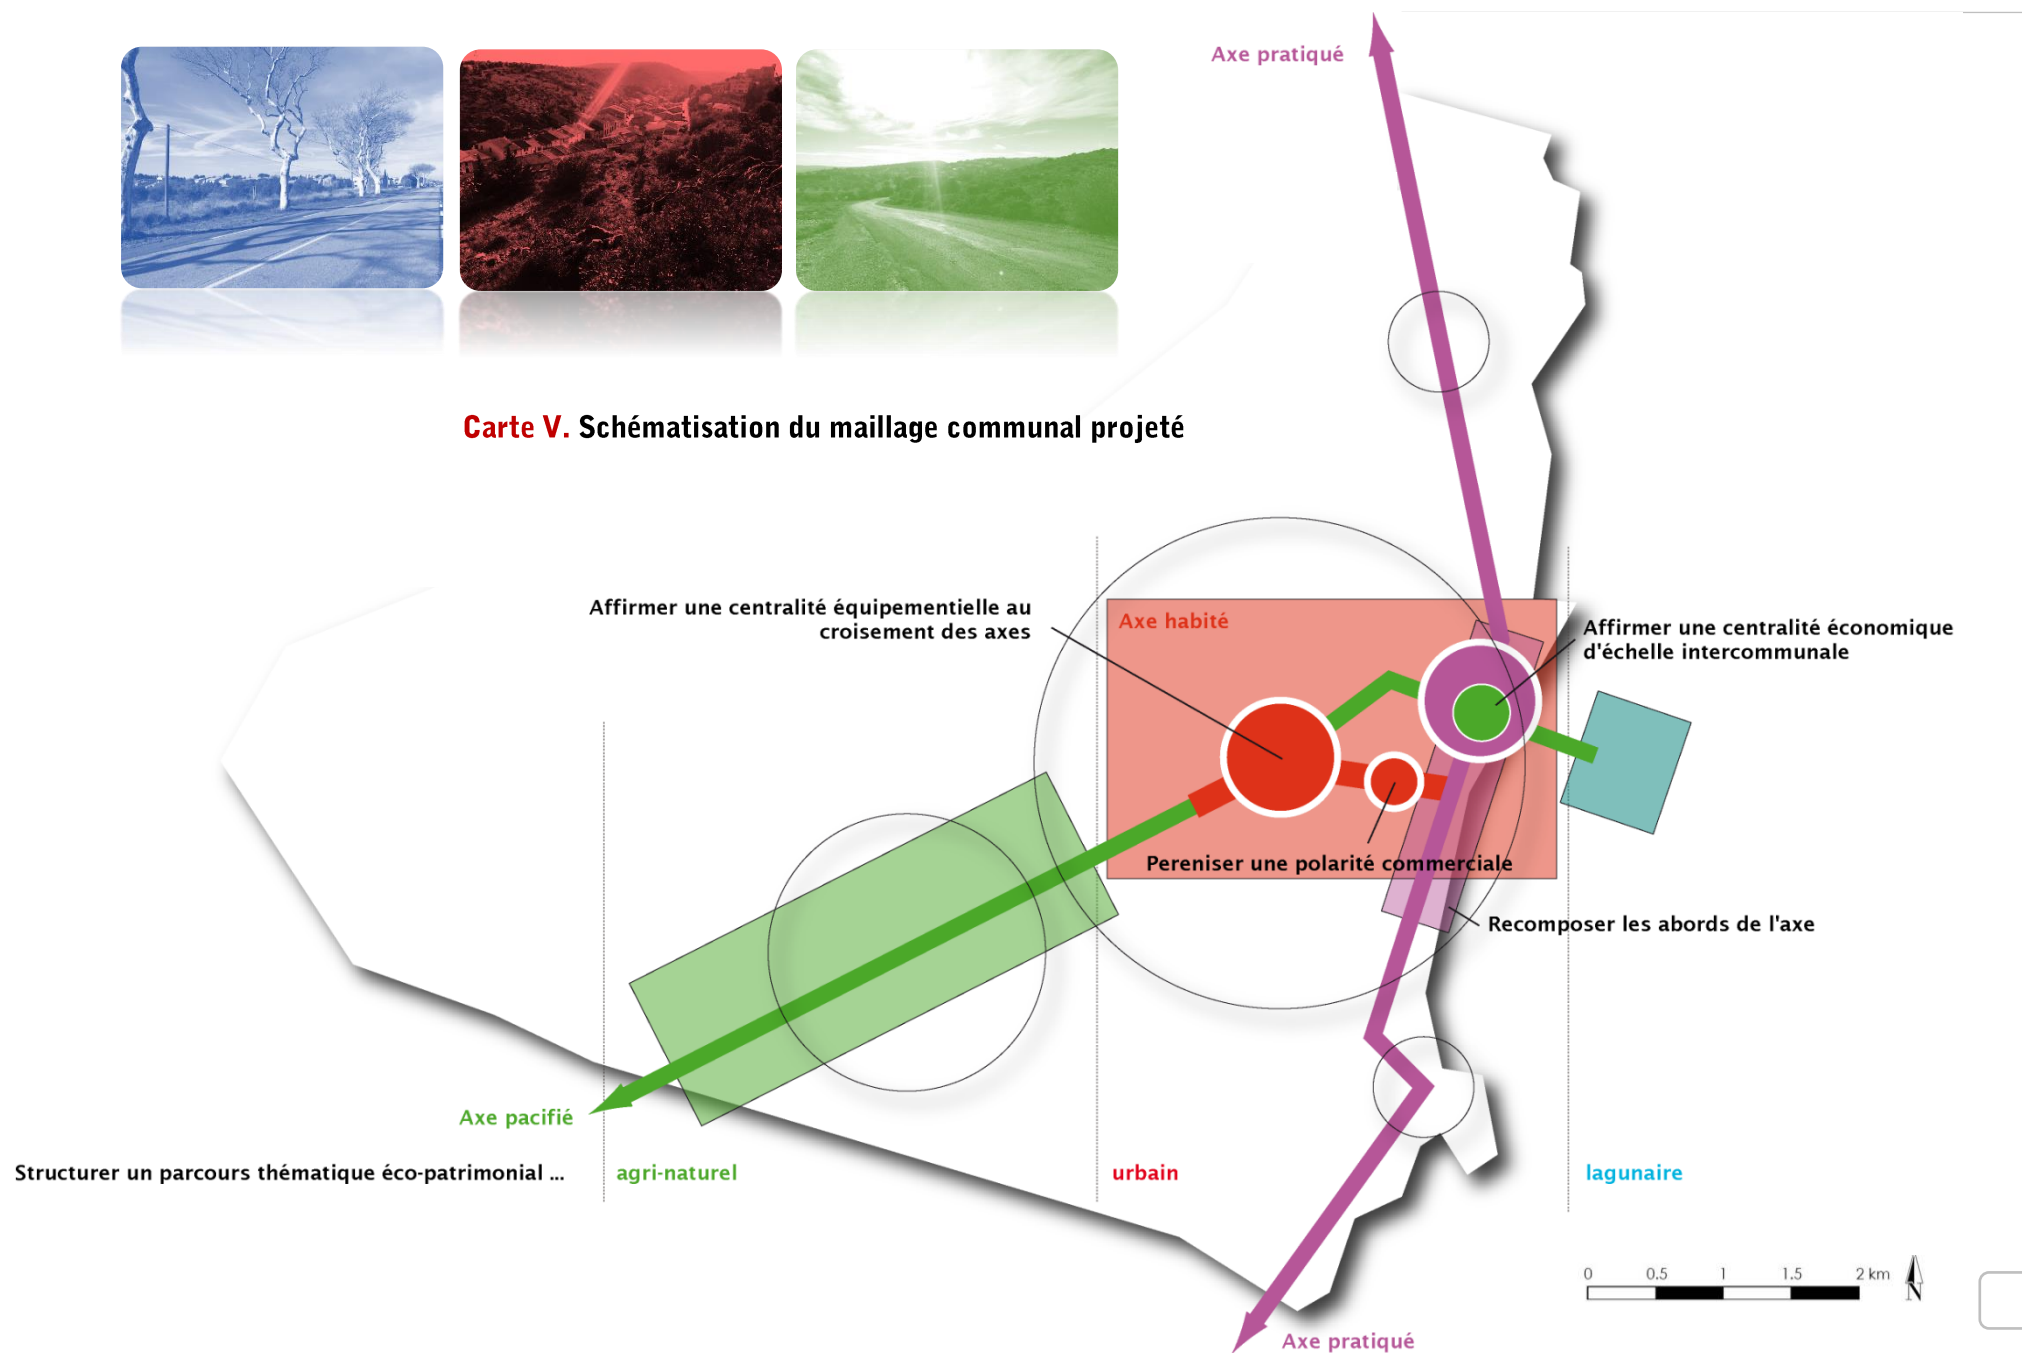 Axe pratiqué
Carte V. Schématisation du maillage communal projeté
Affirmer une centralité équipementielle au
croisement des axes
Axe habité
Affirmer une centralité économique
d'échelle intercommunale
Pereniser une polarité commerciale
Recomposer les abords de l'axe
Axe pacifié
Structurer un parcours thématique éco-patrimonial ...
agri-naturel
urbain
lagunaire
0 0.5 1 1.5 2 km
N
Axe pratiqué